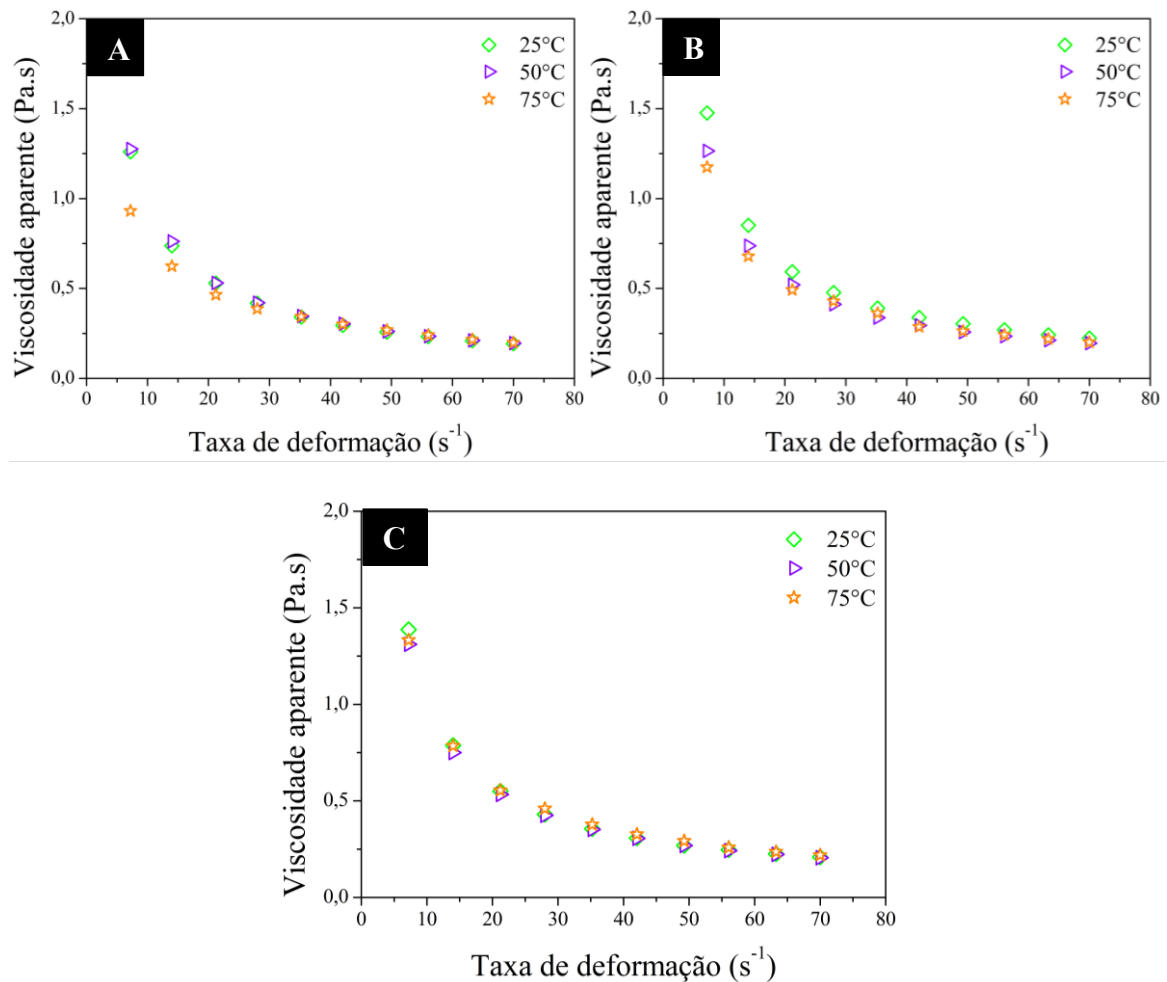 A
2,0
1,5
1,0
0,5
0,0
Viscosidade aparente (Pa.s)
25°C
50°C
75°C
0 10 20 30 40 50 60 70 80
Taxa de deformação (s⁻¹)
B
2,0
1,5
1,0
0,5
0,0
Viscosidade aparente (Pa.s)
25°C
50°C
75°C
0 10 20 30 40 50 60 70 80
Taxa de deformação (s⁻¹)
C
2,0
1,5
1,0
0,5
0,0
Viscosidade aparente (Pa.s)
25°C
50°C
75°C
0 10 20 30 40 50 60 70 80
Taxa de deformação (s⁻¹)